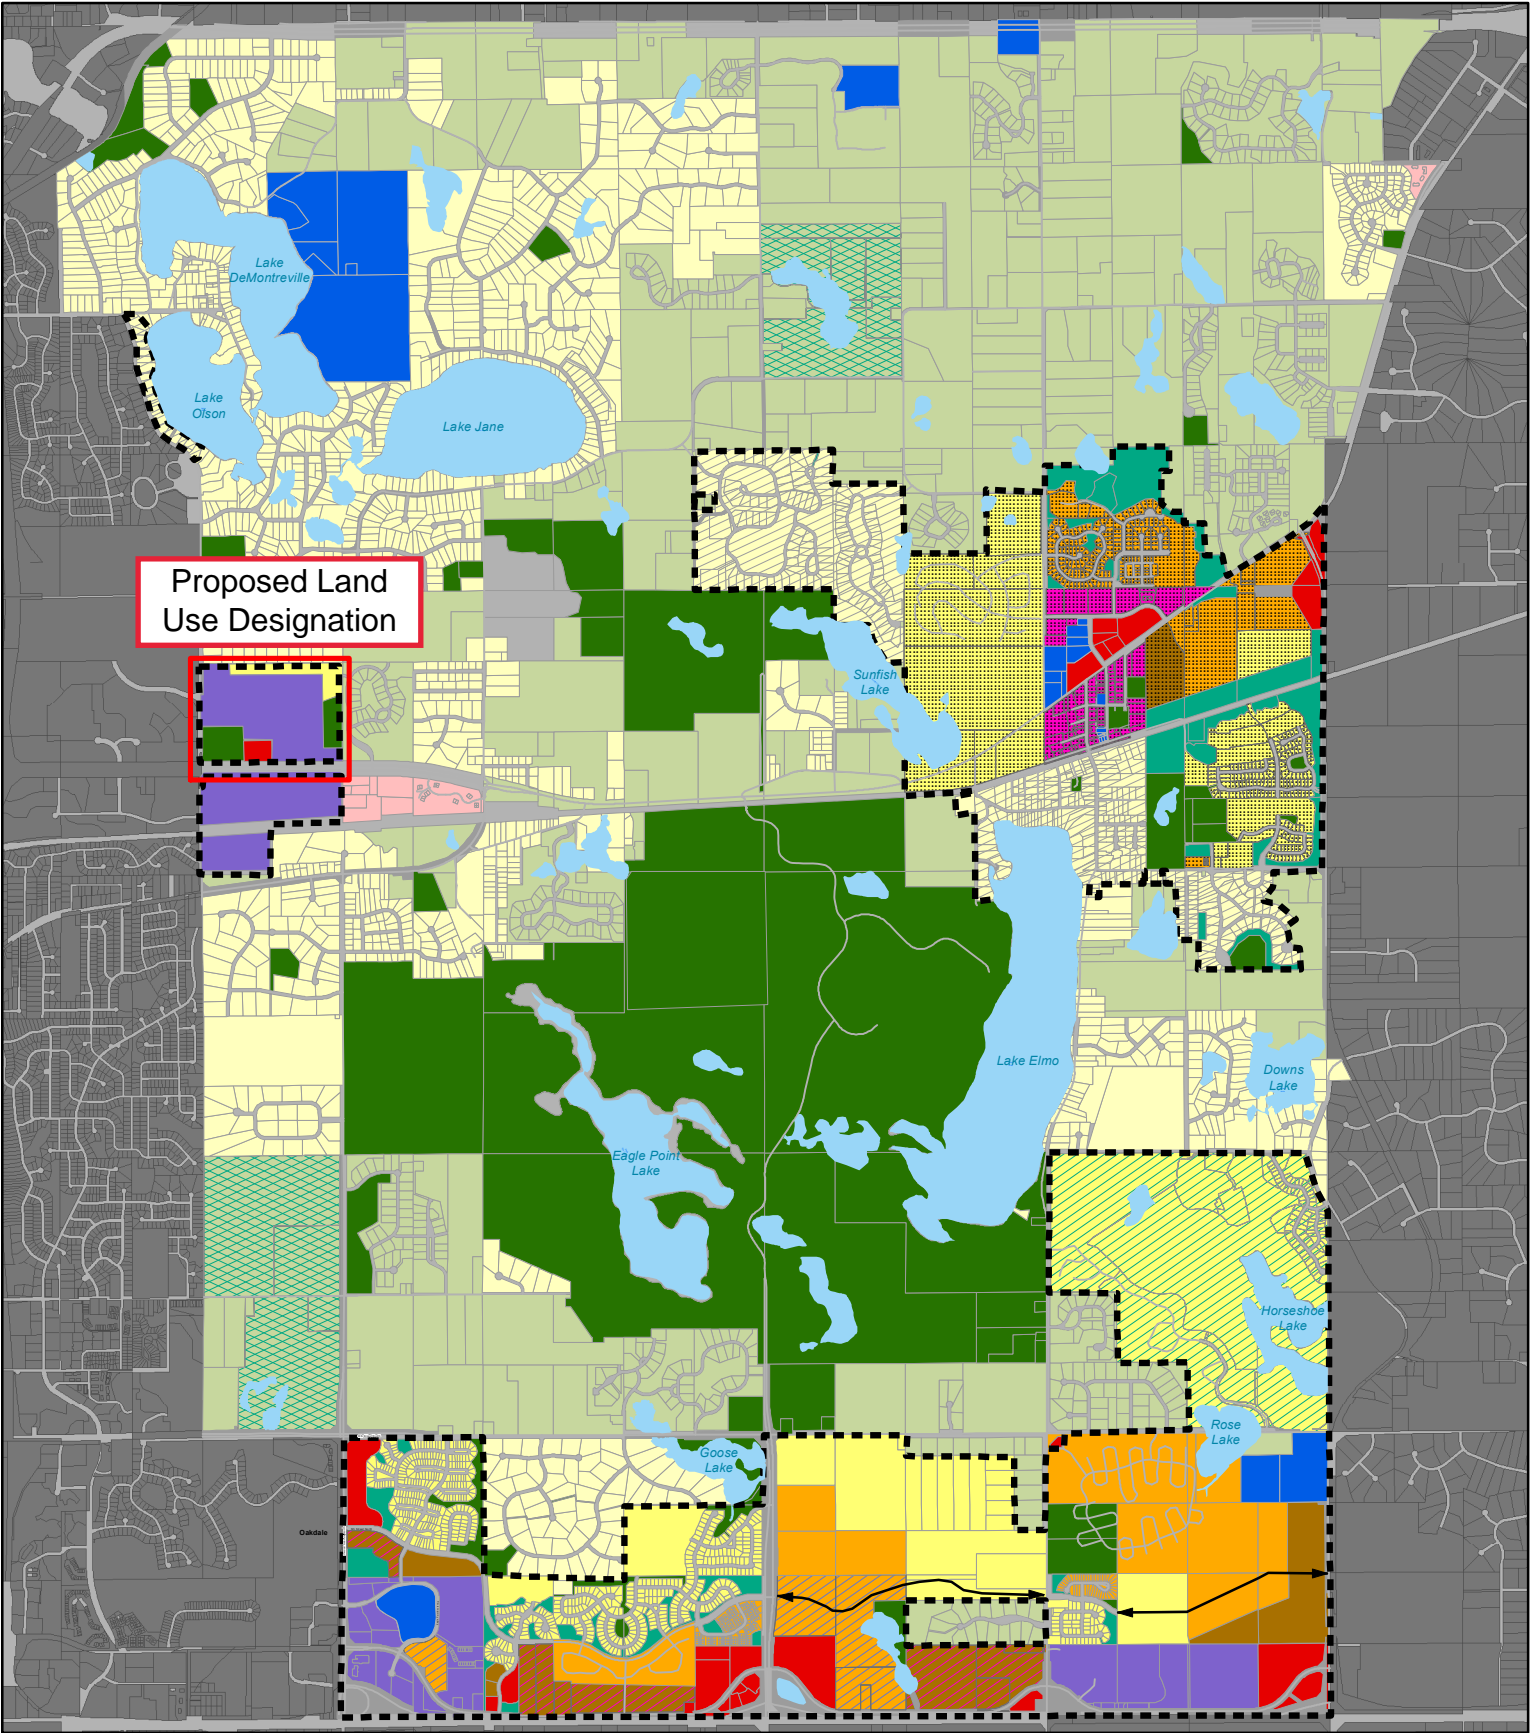 Lake
DeMontreville
Lake
Olson
Lake Jane
Proposed Land
Use Designation
Sunfish
Lake
Lake Elmo
Downs
Lake
Eagle Point
Lake
Horseshoe
Lake
Rose
Lake
Goose
Lake
Oakdale